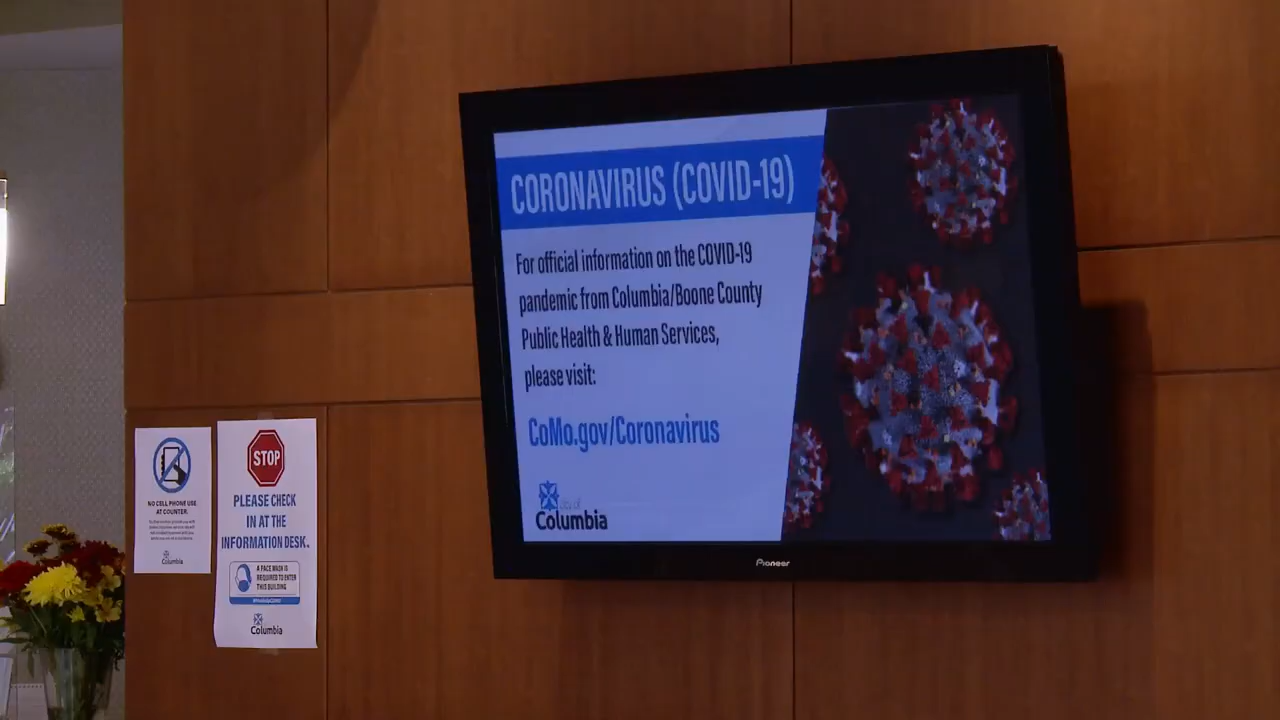 CORONAVIRUS (COVID-19)
For official information on the COVID-19
pandemic from Columbia/Boone County
Public Health & Human Services,
please visit:
CoMo.gov/Coronavirus
City of
Columbia
Pioneer
NO CELL PHONE USE
AT COUNTER.
Columbia
STOP
PLEASE CHECK
IN AT THE
INFORMATION DESK.
A FACE MASK IS
REQUIRED TO ENTER
THIS BUILDING
Columbia